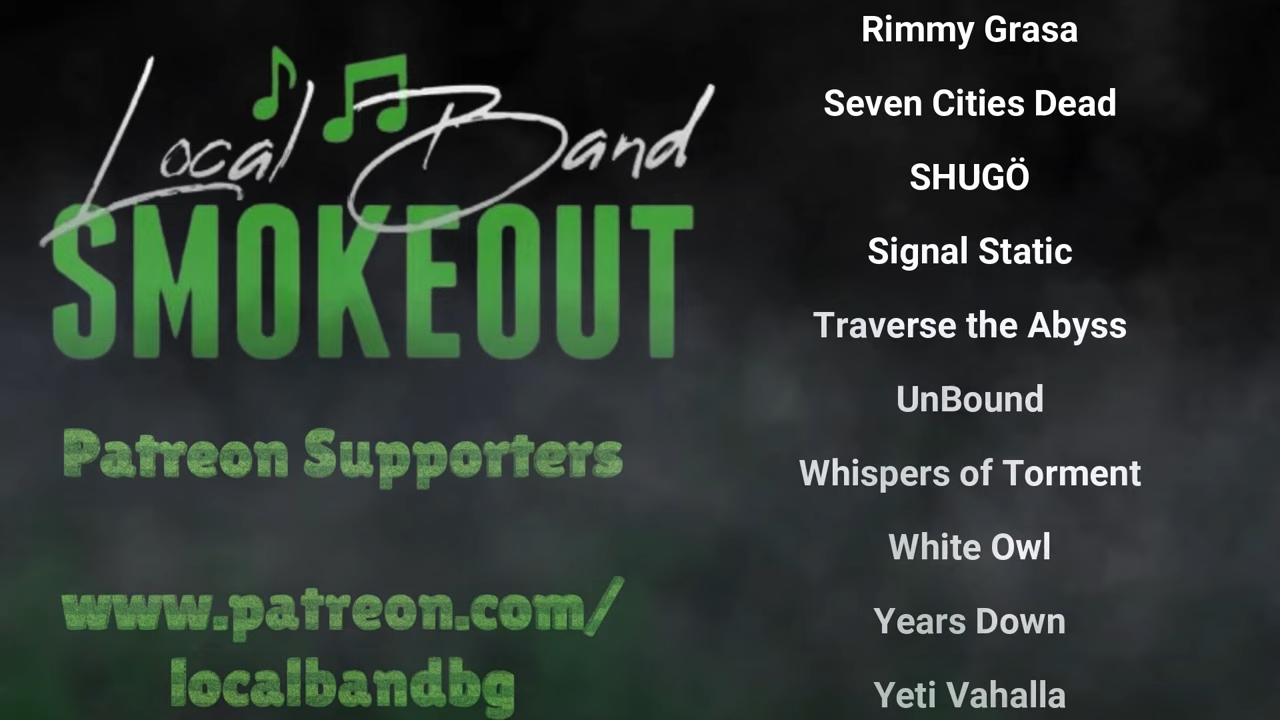 Local Band
SMOKEOUT
Patreon Supporters
www.patreon.com/
localbandbg
Rimmy Grasa
Seven Cities Dead
SHUGÖ
Signal Static
Traverse the Abyss
UnBound
Whispers of Torment
White Owl
Years Down
Yeti Vahalla